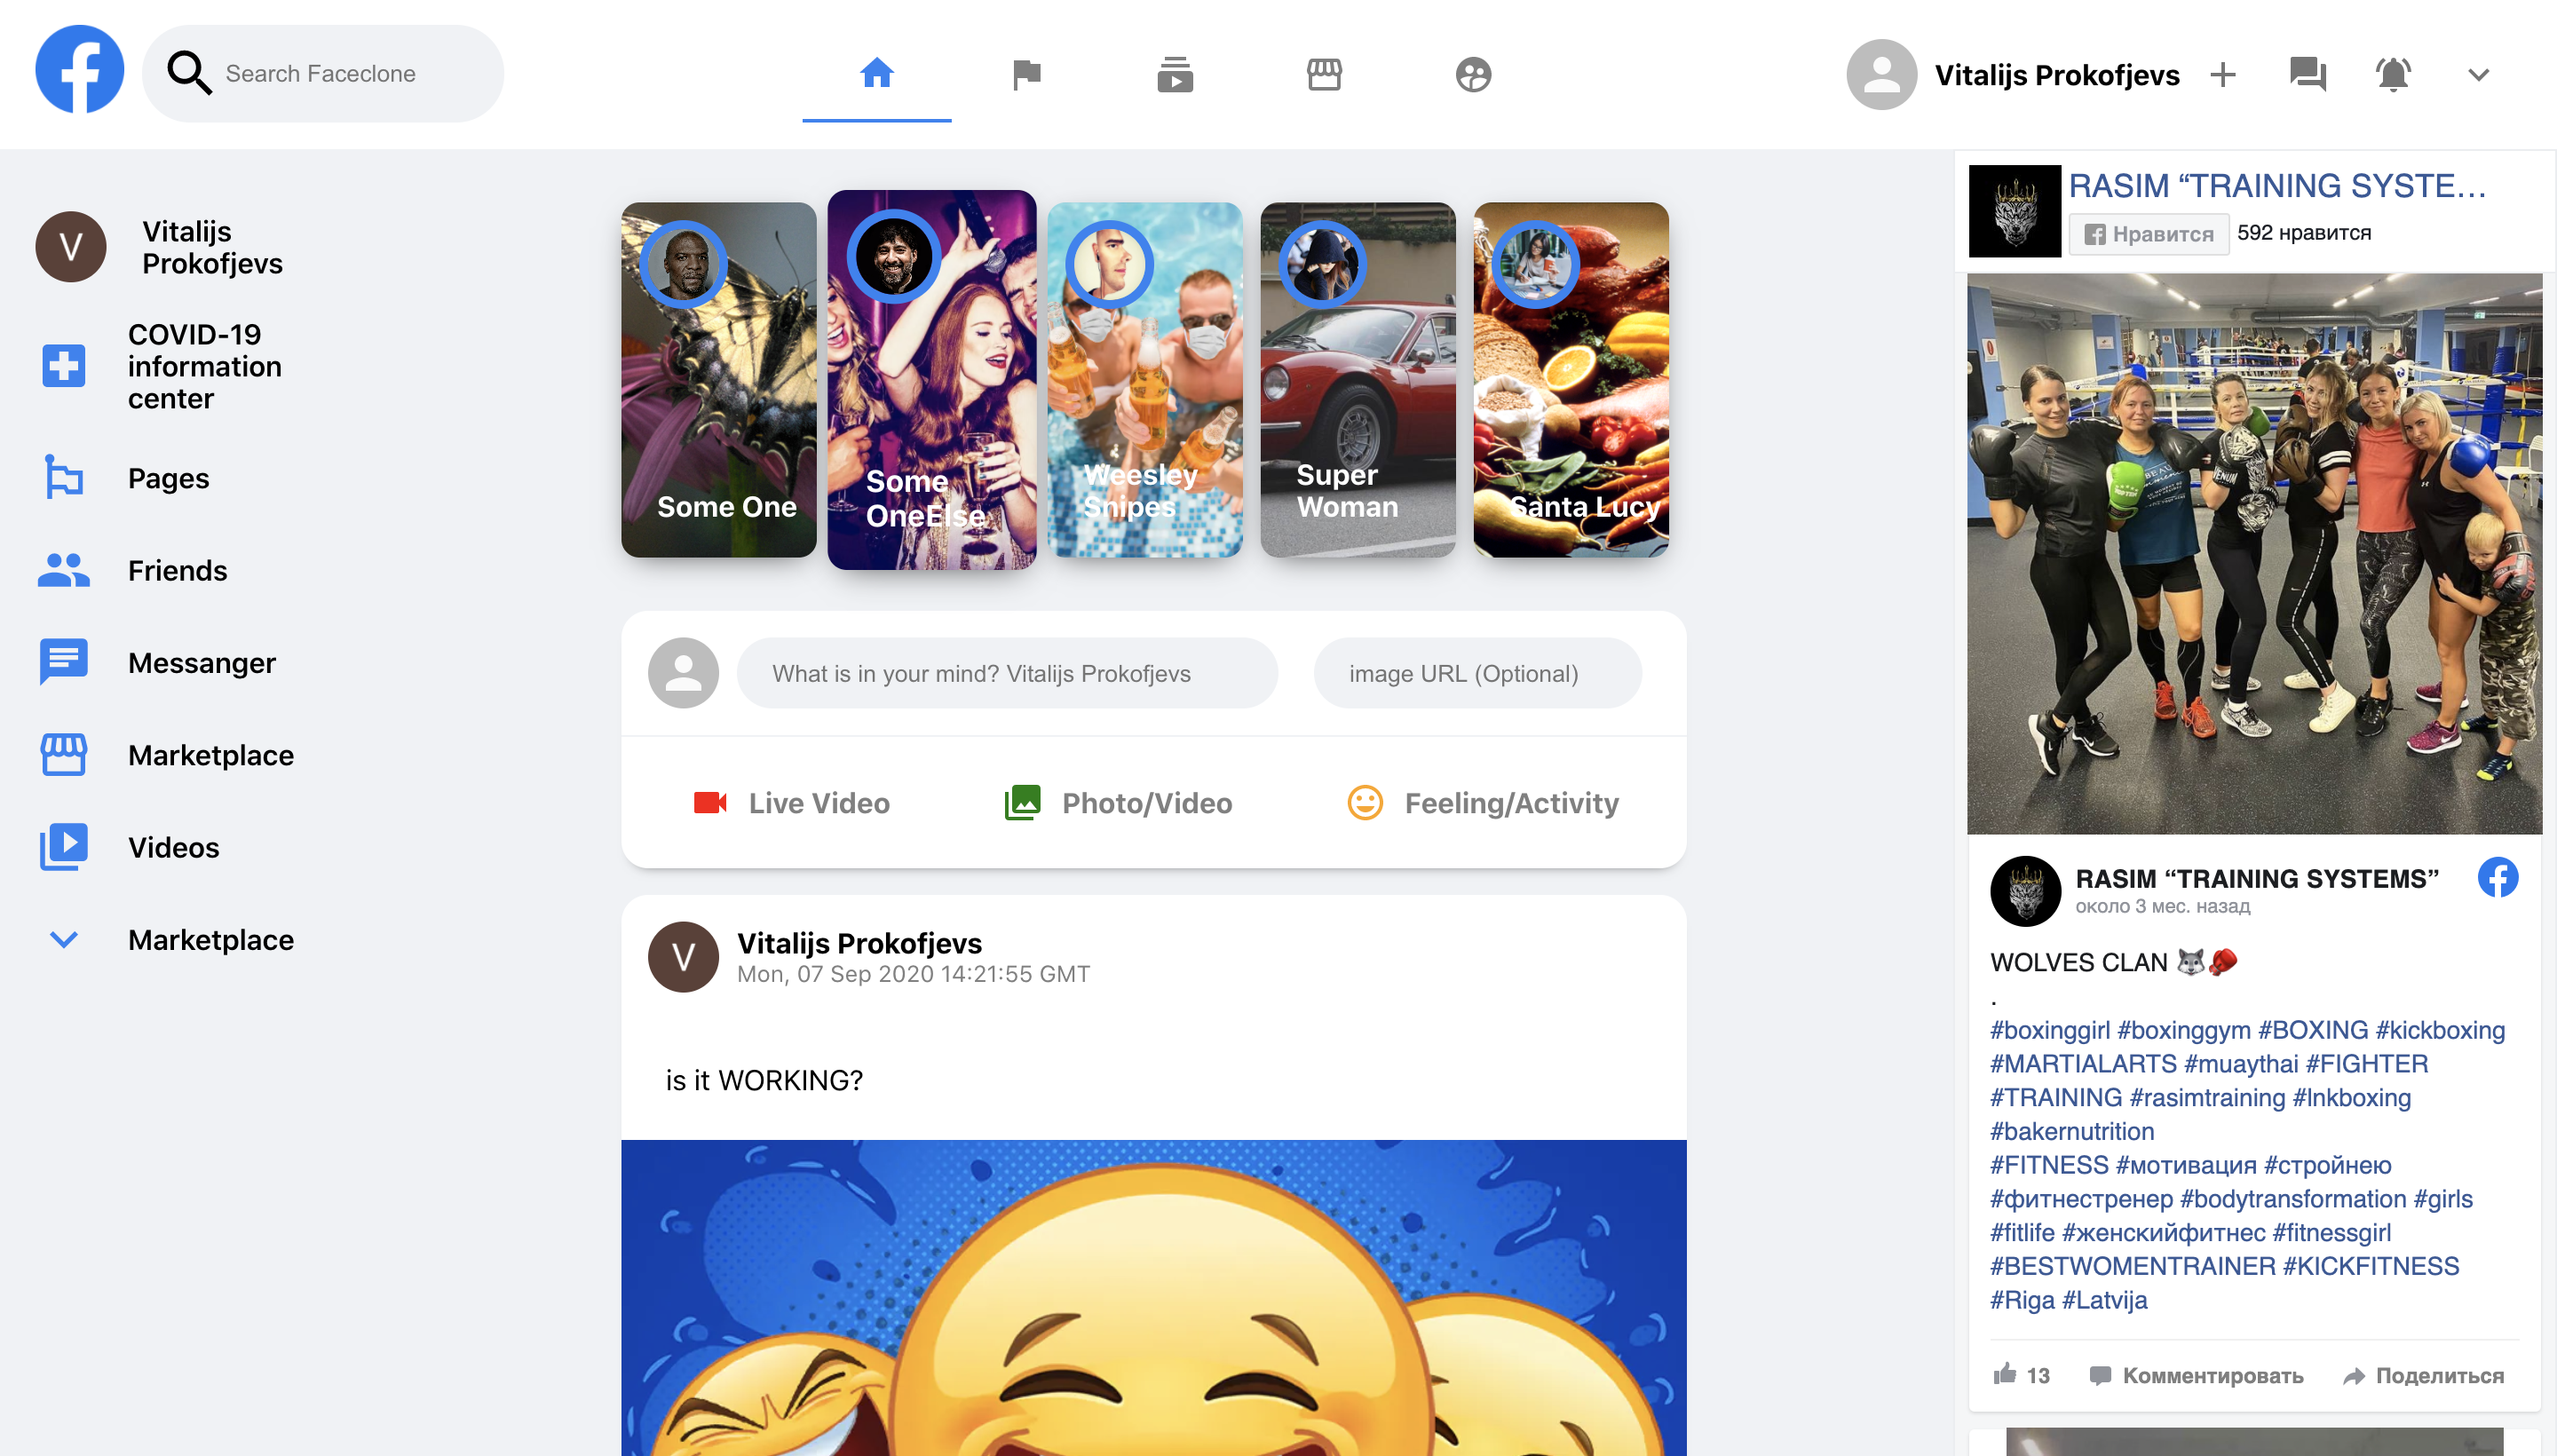 Search Faceclone
Vitalijs Prokofjevs
V
Vitalijs
Prokofjevs
COVID-19
information
center
Pages
Friends
Messanger
Marketplace
Videos
Marketplace
Some One
Some
OneElse
Weesley
Snipes
Super
Woman
Santa Lucy
What is in your mind? Vitalijs Prokofjevs
image URL (Optional)
Live Video
Photo/Video
Feeling/Activity
V
Vitalijs Prokofjevs
Mon, 07 Sep 2020 14:21:55 GMT
is it WORKING?
RASIM “TRAINING SYSTE…
Нравится
592 нравится
VENUM
RASIM “TRAINING SYSTEMS”
около 3 мес. назад
WOLVES CLAN 🐺🥊
.
#boxinggirl #boxinggym #BOXING #kickboxing
#MARTIALARTS #muaythai #FIGHTER
#TRAINING #rasimtraining #lnkboxing
#bakernutrition
#FITNESS #мотивация #стройнею
#фитнестренер #bodytransformation #girls
#fitlife #женскийфитнес #fitnessgirl
#BESTWOMENTRAINER #KICKFITNESS
#Riga #Latvija
13
Комментировать
Поделиться